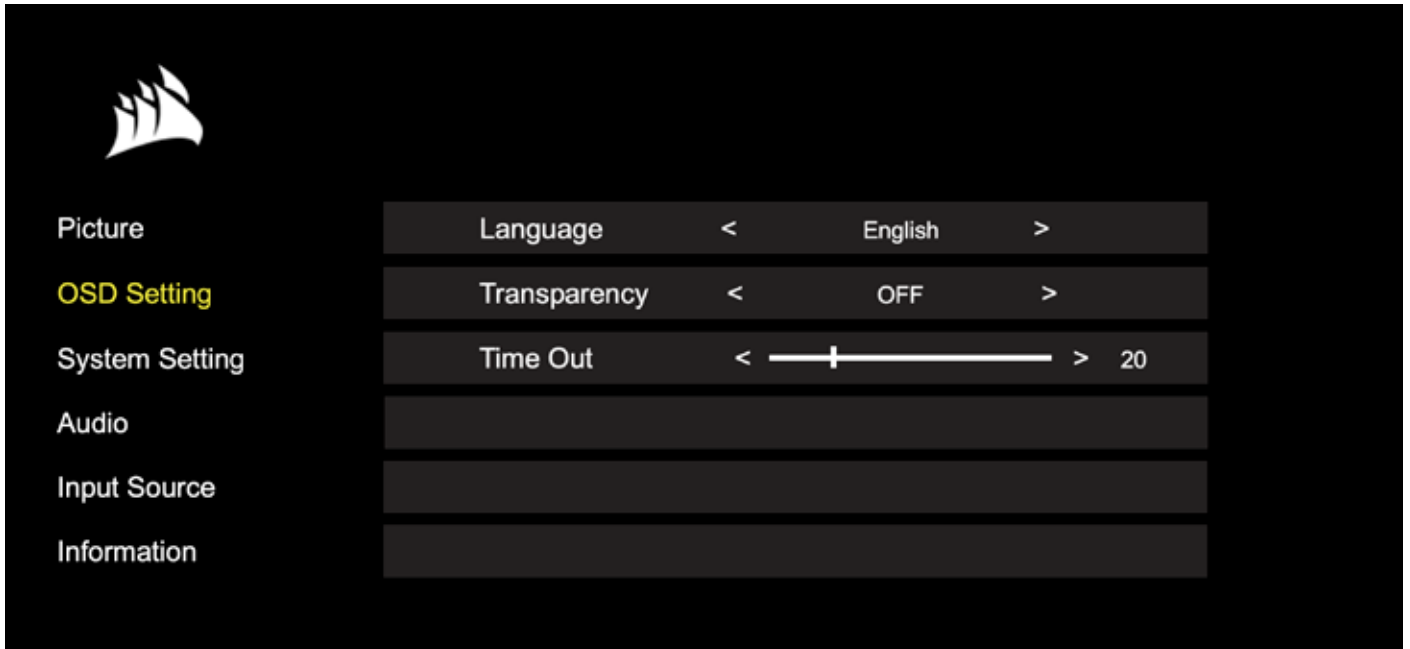 Picture Language < English >
OSD Setting Transparency < OFF >
System Setting Time Out < > 20
Audio
Input Source
Information